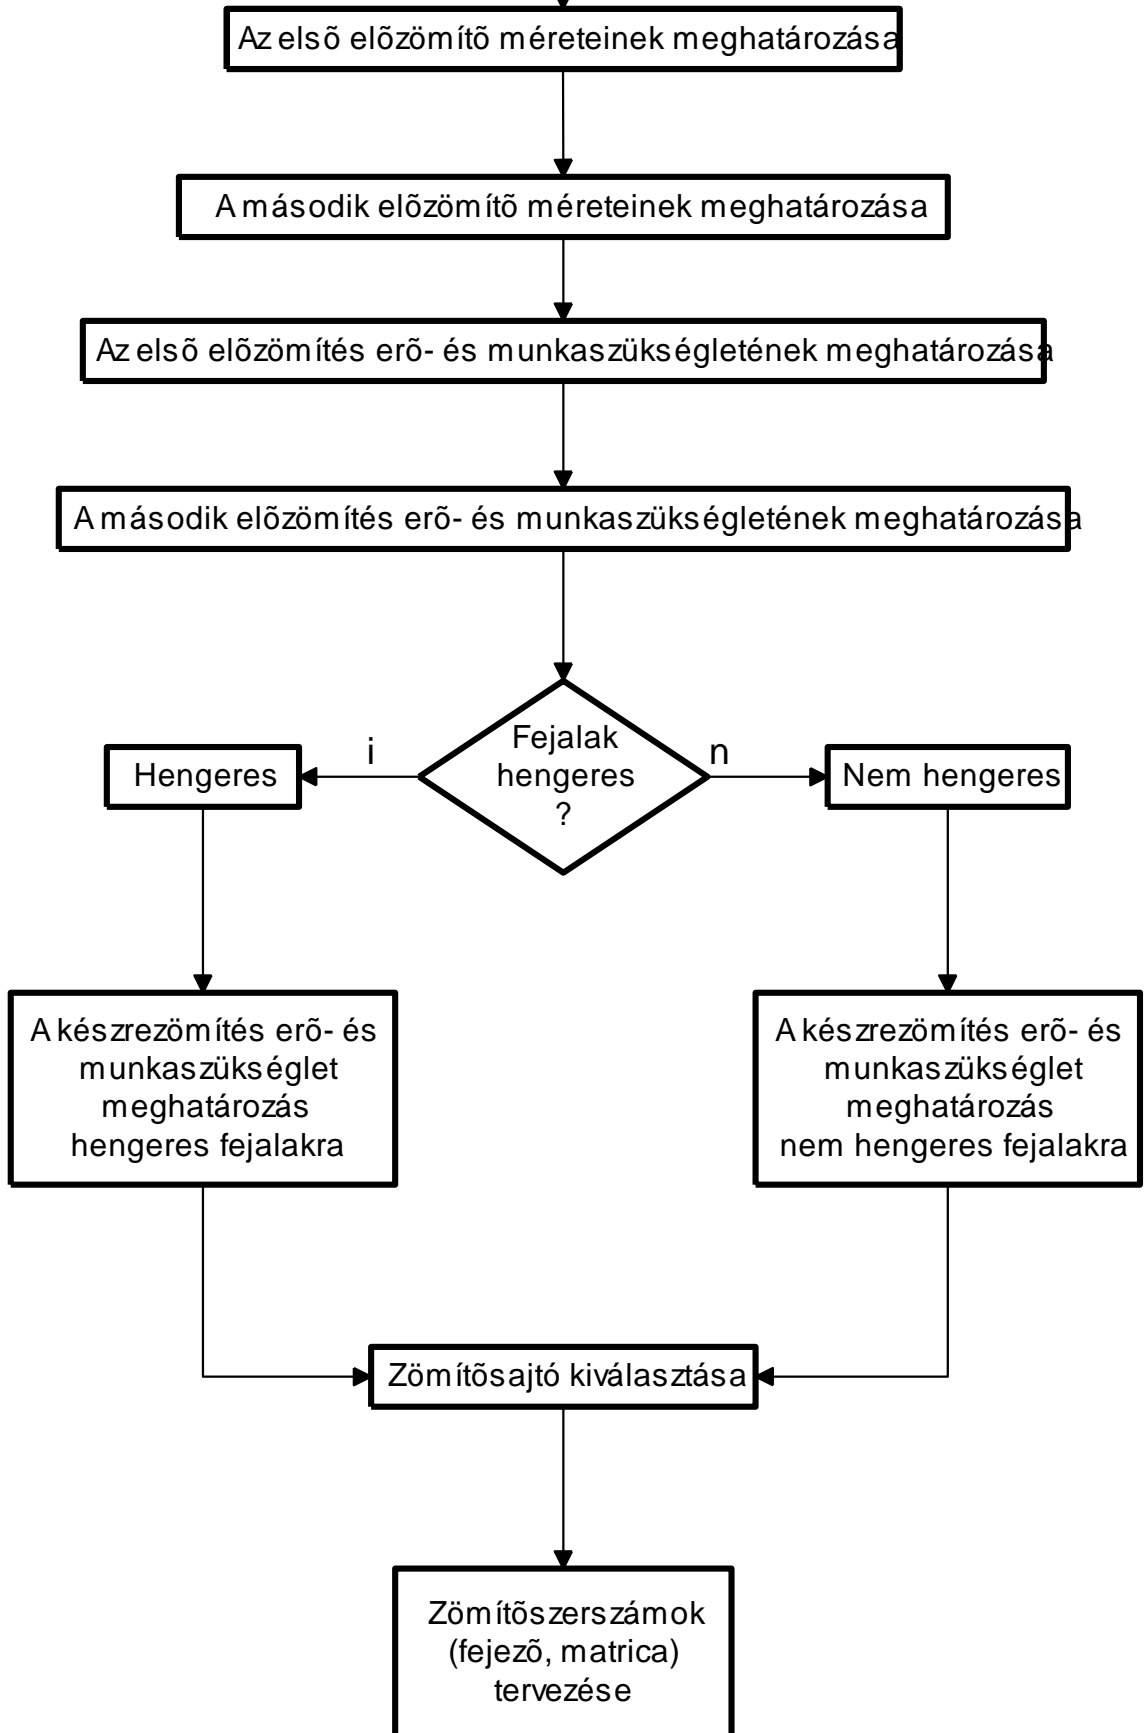 Az elsõ elõzömítõ méreteinek meghatározása
A második elõzömítõ méreteinek meghatározása
Az elsõ elõzömítés erõ- és munkaszükségletének meghatározása
A második elõzömítés erõ- és munkaszükségletének meghatározása
Fejalak
hengeres
?
i
n
Hengeres
Nem hengeres
A készrezömítés erõ- és
munkaszükséglet
meghatározás
hengeres fejalakra
A készrezömítés erõ- és
munkaszükséglet
meghatározás
nem hengeres fejalakra
Zömítõsajtó kiválasztása
Zömítõszerszámok
(fejezõ, matrica)
tervezése